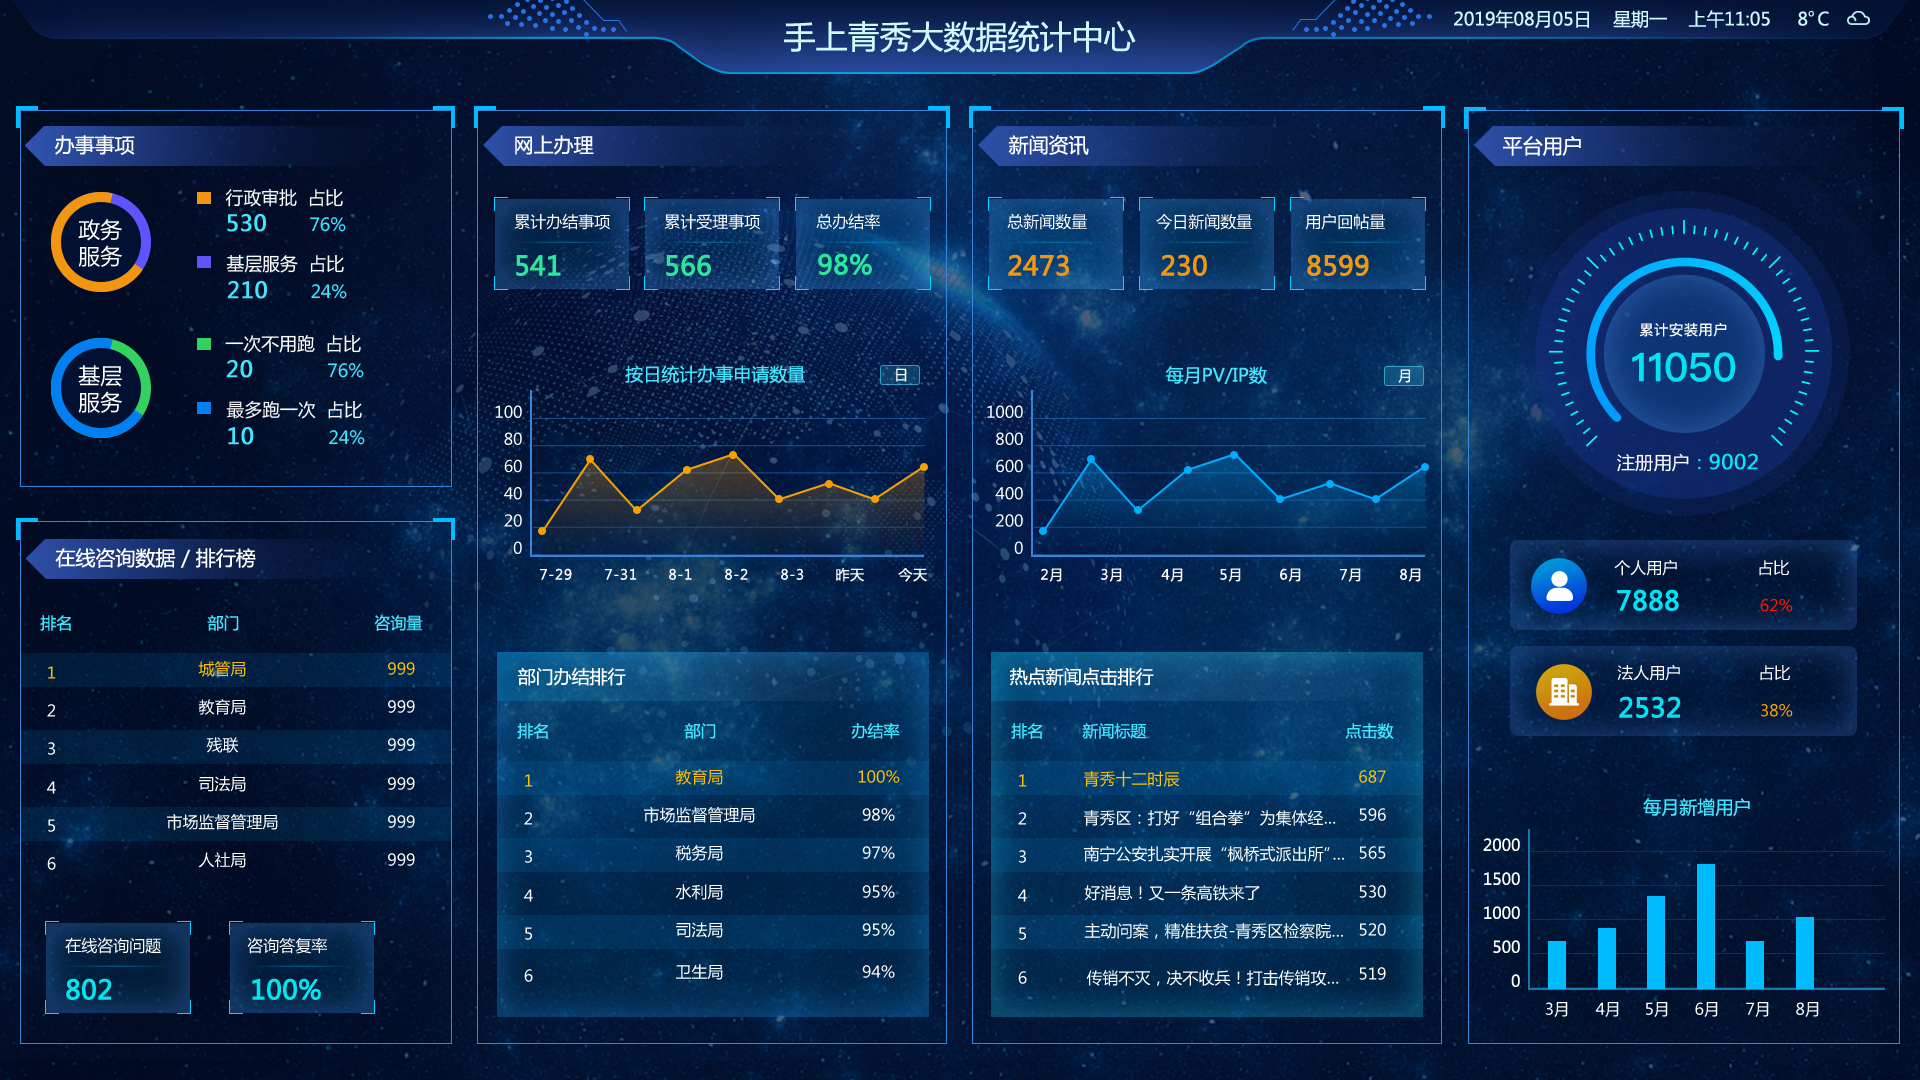 手上青秀大数据统计中心
2019年08月05日 星期一 上午11:05 8°C
办事事项
政务
服务
行政审批 占比
530 76%
基层服务 占比
210 24%
基层
服务
一次不用跑 占比
20 76%
最多跑一次 占比
10 24%
在线咨询数据 / 排行榜
排名 部门 咨询量
1 城管局 999
2 教育局 999
3 残联 999
4 司法局 999
5 市场监督管理局 999
6 人社局 999
在线咨询问题
802
咨询答复率
100%
网上办理
累计办结事项
541
累计受理事项
566
总办结率
98%
按日统计办事申请数量 日
100
80
60
40
20
0
7-29 7-31 8-1 8-2 8-3 昨天 今天
部门办结排行
排名 部门 办结率
1 教育局 100%
2 市场监督管理局 98%
3 税务局 97%
4 水利局 95%
5 司法局 95%
6 卫生局 94%
新闻资讯
总新闻数量
2473
今日新闻数量
230
用户回帖量
8599
每月PV/IP数 月
1000
800
600
400
200
0
2月 3月 4月 5月 6月 7月 8月
热点新闻点击排行
排名 新闻标题 点击数
1 青秀十二时辰 687
2 青秀区：打好“组合拳”为集体经... 596
3 南宁公安扎实开展“枫桥式派出所”... 565
4 好消息！又一条高铁来了 530
5 主动问案，精准扶贫-青秀区检察院... 520
6 传销不灭，决不收兵！打击传销攻... 519
平台用户
累计安装用户
11050
注册用户：9002
个人用户 占比
7888 62%
法人用户 占比
2532 38%
每月新增用户
2000
1500
1000
500
0
3月 4月 5月 6月 7月 8月